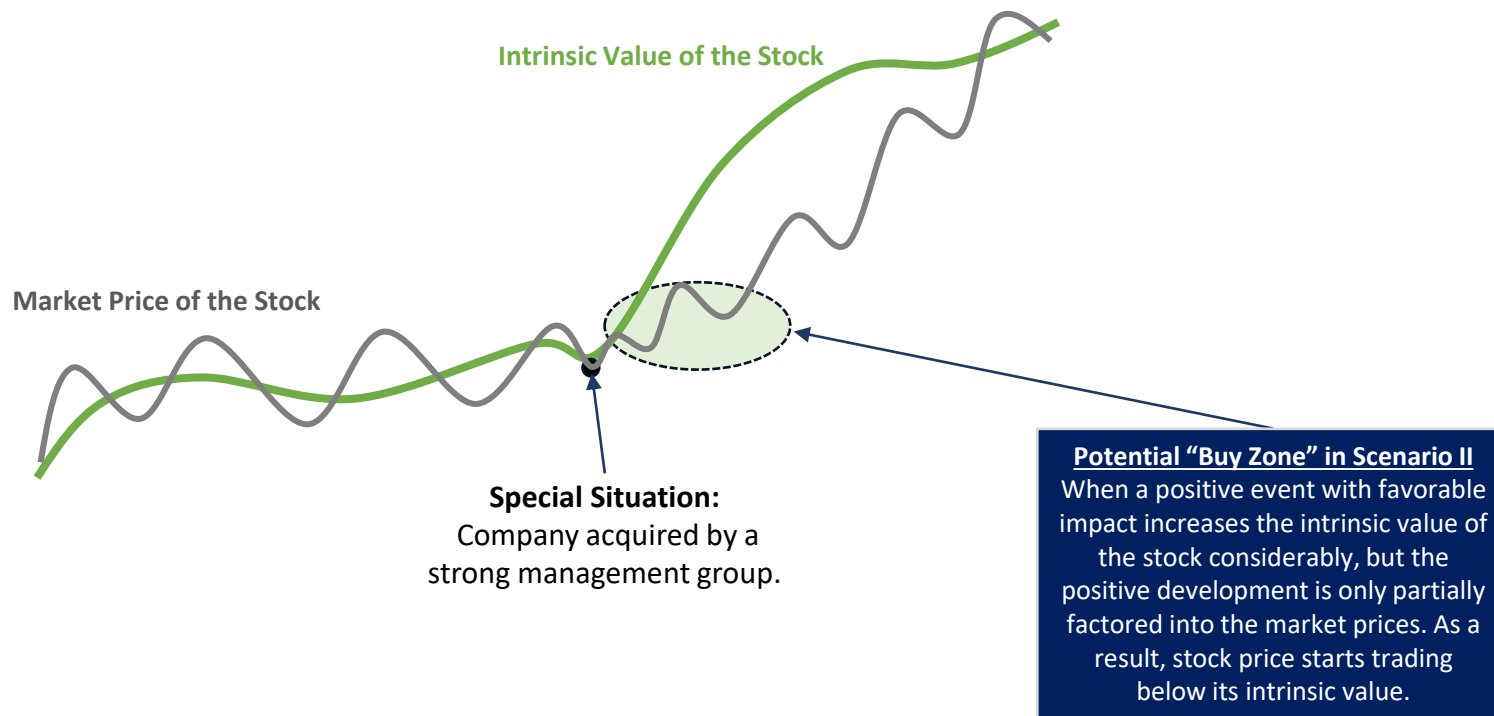 Intrinsic Value of the Stock
Market Price of the Stock
Special Situation:
Company acquired by a
strong management group.
Potential “Buy Zone” in Scenario II
When a positive event with favorable
impact increases the intrinsic value of
the stock considerably, but the
positive development is only partially
factored into the market prices. As a
result, stock price starts trading
below its intrinsic value.